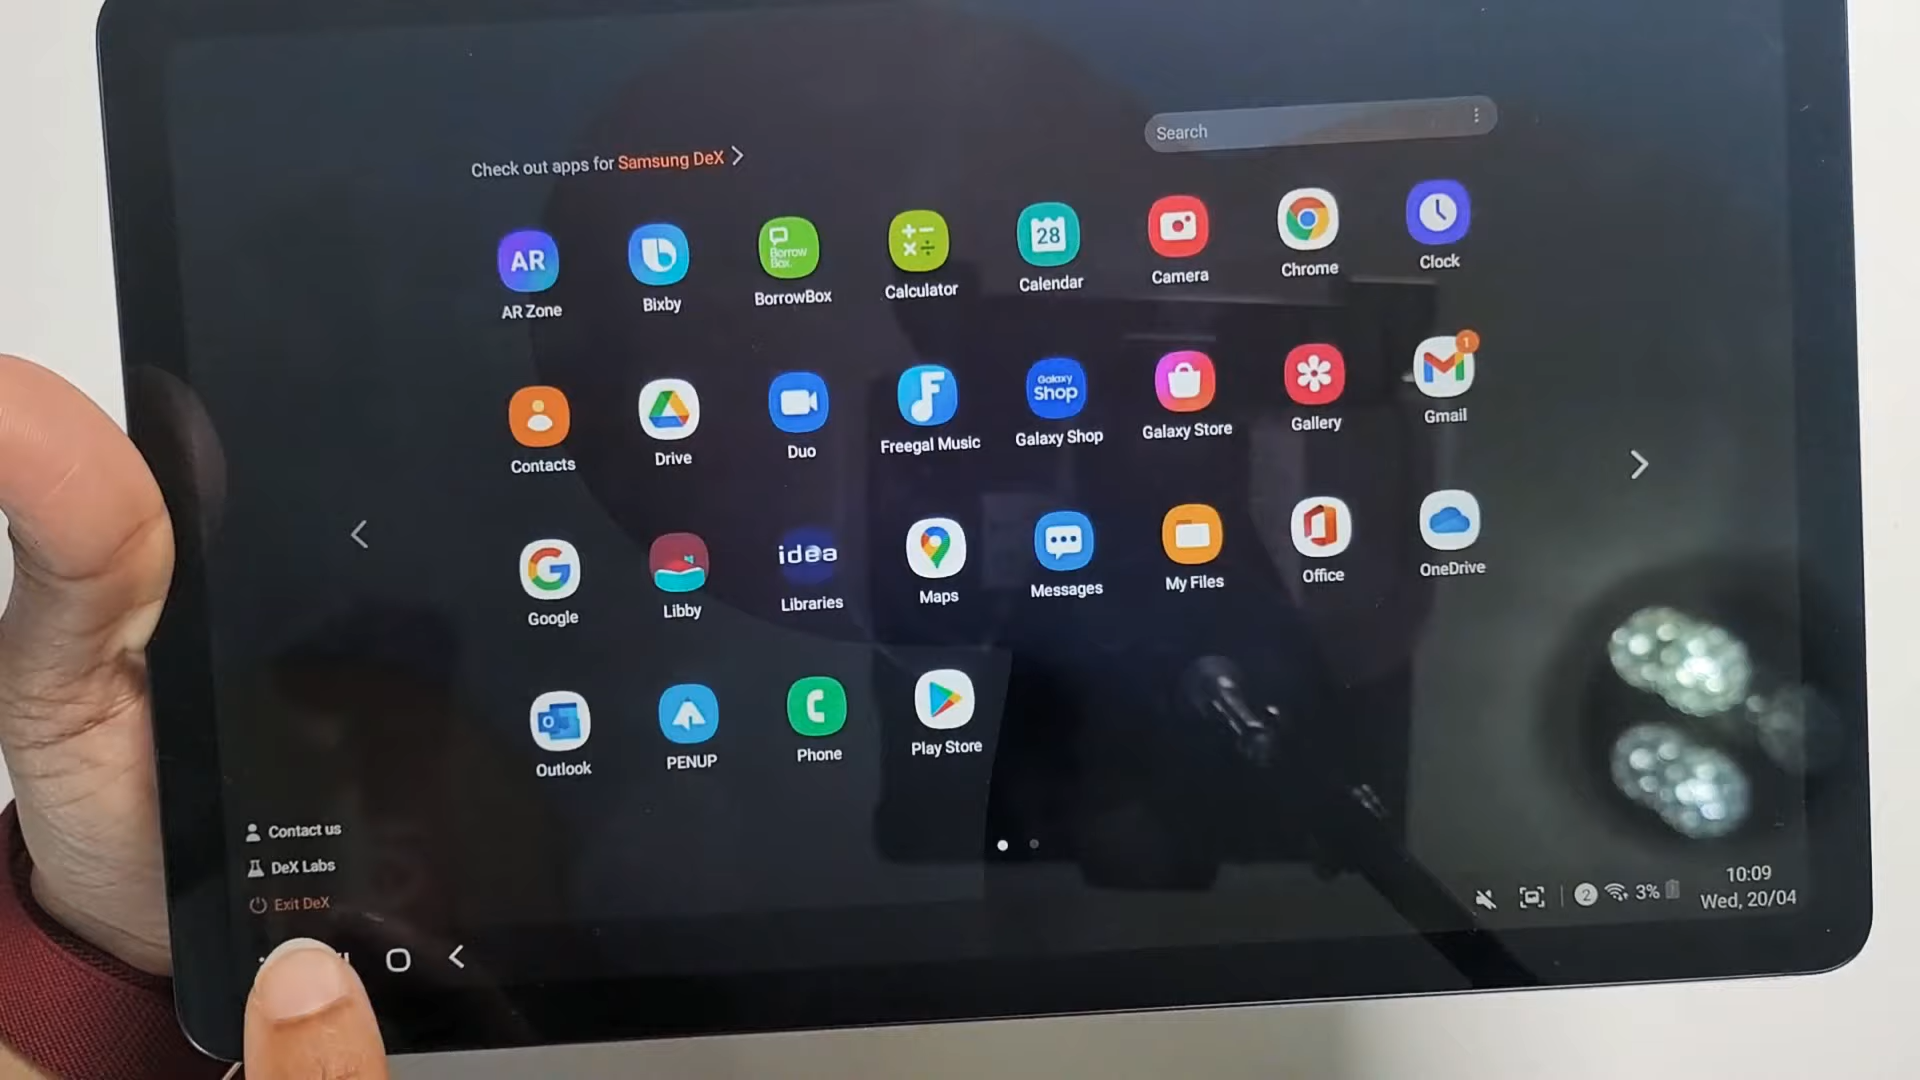 Search
Check out apps for Samsung DeX
AR
AR Zone
Bixby
Borrow
Box.
BorrowBox
Calculator
28
Calendar
Camera
Chrome
Clock
Contacts
Drive
Duo
Freegal Music
Galaxy
Shop
Galaxy Shop
Galaxy Store
Gallery
1
Gmail
Google
Libby
idea
Libraries
Maps
Messages
My Files
Office
OneDrive
Outlook
PENUP
Phone
Play Store
Contact us
DeX Labs
Exit DeX
2
3%
10:09
Wed, 20/04